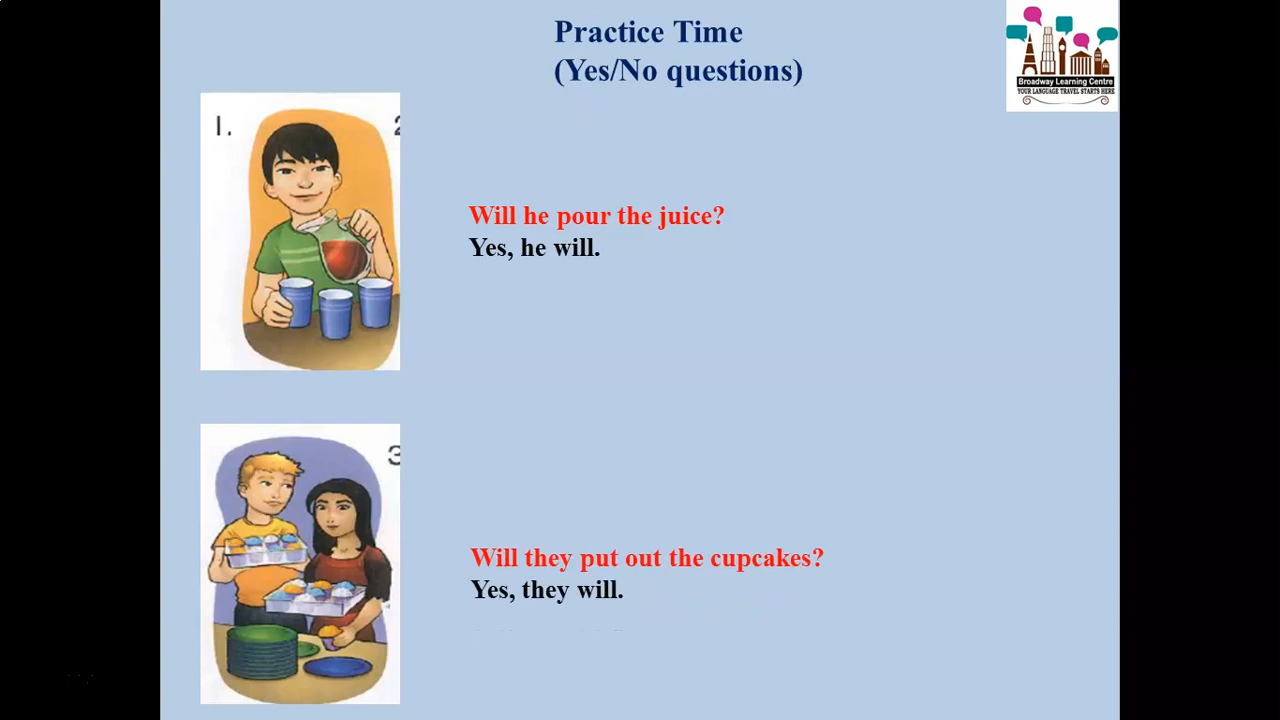 Practice Time
(Yes/No questions)
Broadway Learning Centre
YOUR LANGUAGE TRAVEL STARTS HERE
1.
Will he pour the juice?
Yes, he will.
3
Will they put out the cupcakes?
Yes, they will.